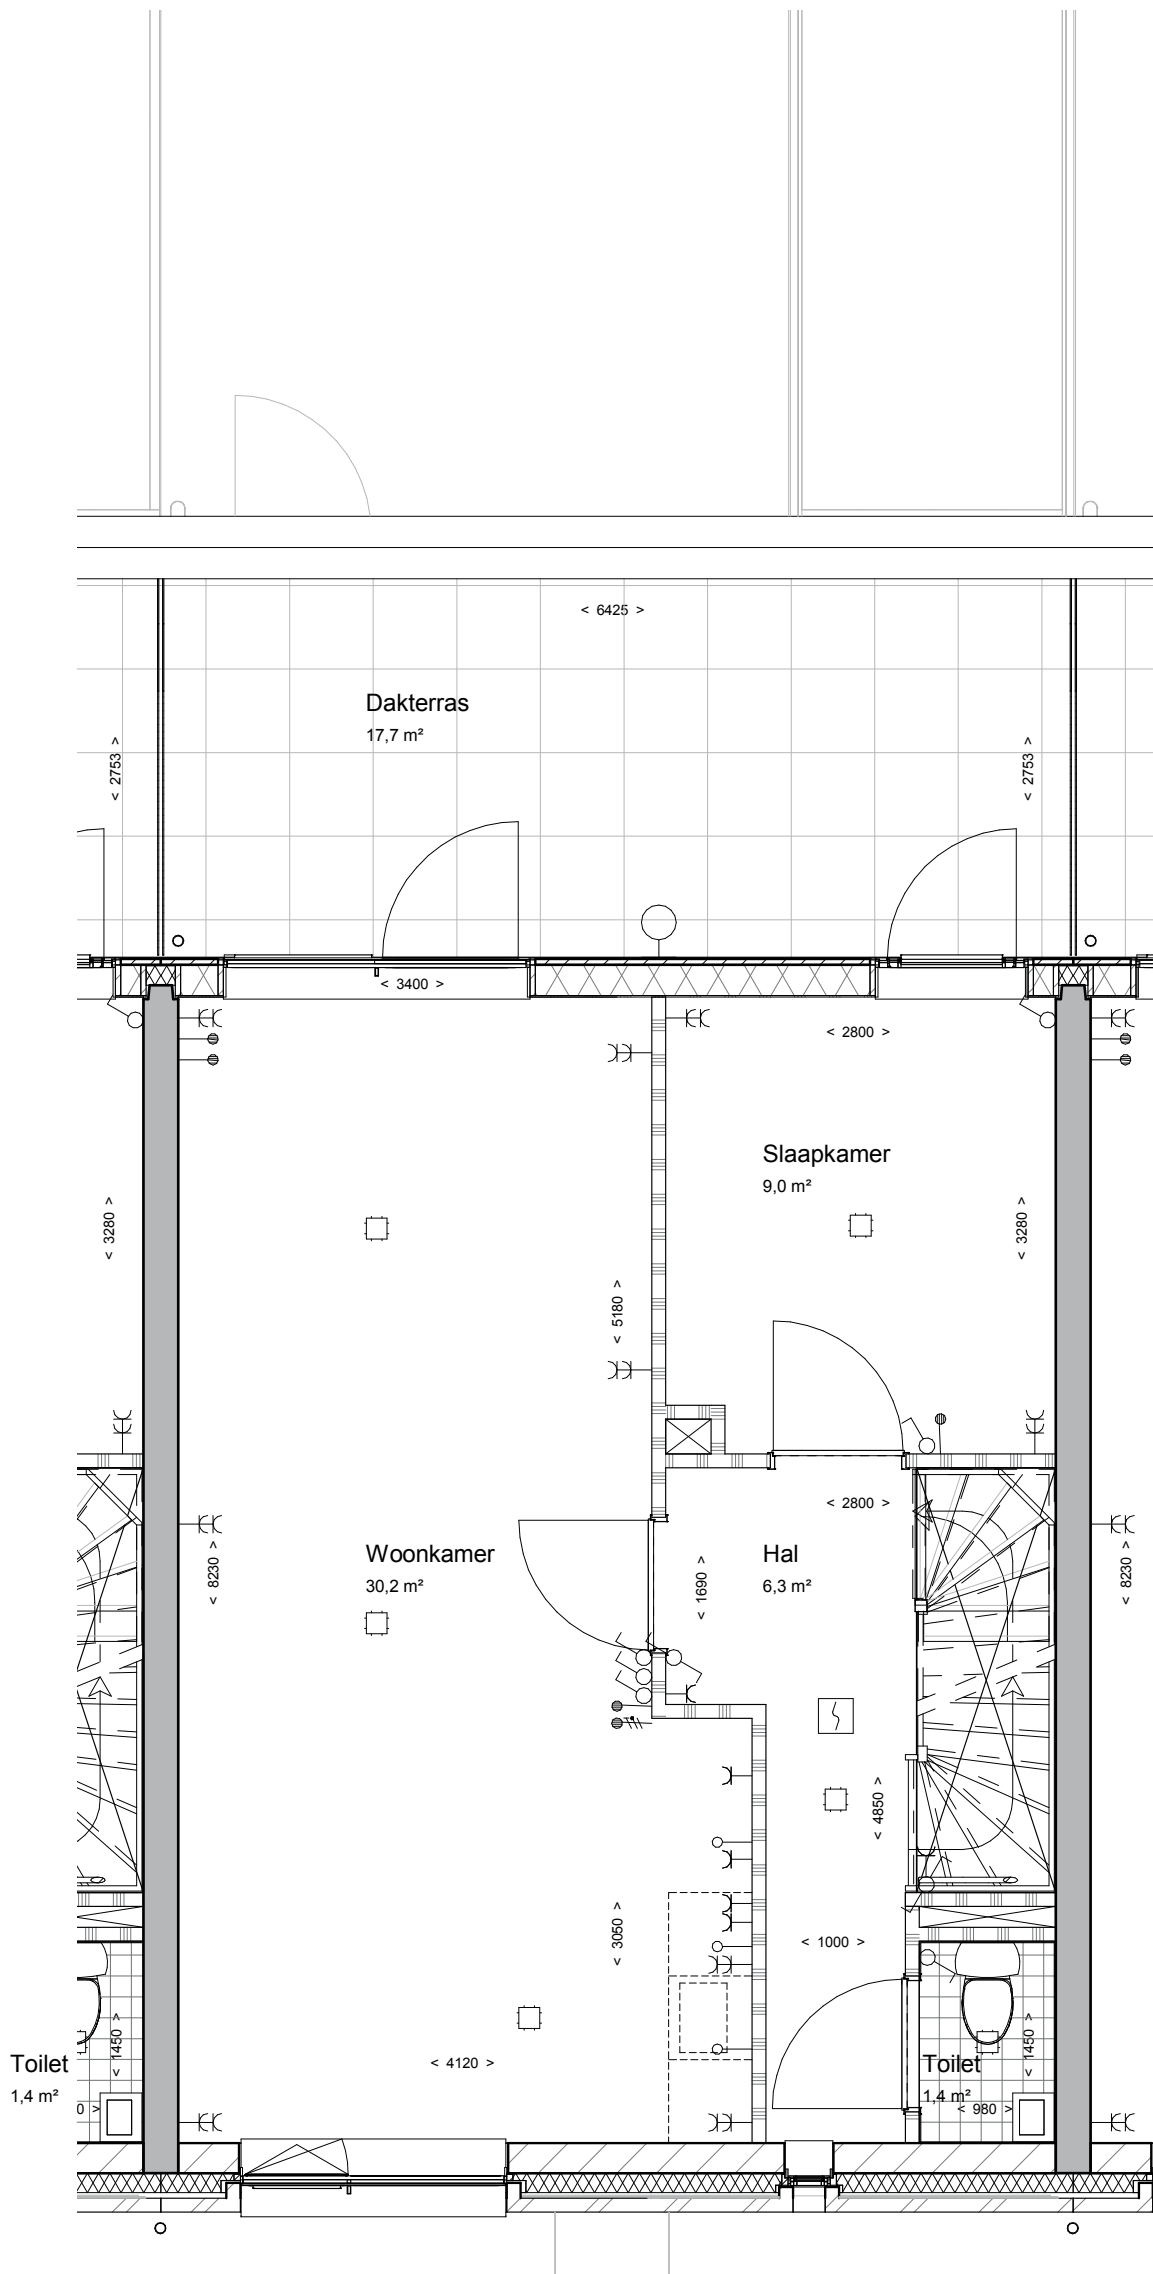 < 6425 >
Dakterras
17,7 m²
< 2753 >
< 2753 >
< 3400 >
< 2800 >
Slaapkamer
9,0 m²
< 3280 >
< 3280 >
< 5180 >
< 2800 >
Woonkamer
30,2 m²
Hal
6,3 m²
< 8230 >
< 1690 >
< 8230 >
< 4850 >
< 3050 >
< 1000 >
< 1450 >
< 1450 >
< 4120 >
Toilet
1,4 m²
0 >
Toilet
1,4 m²
< 980 >